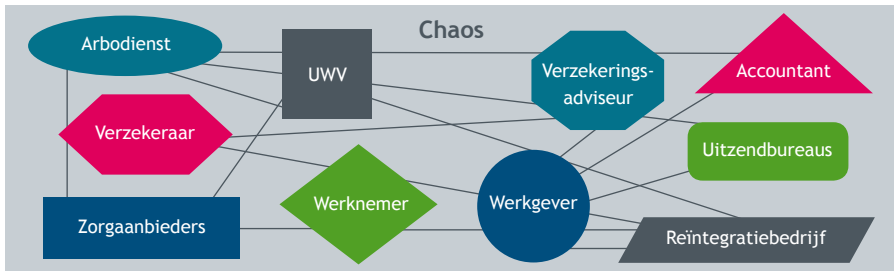 Chaos
Arbodienst
UWV
Verzekerings-
adviseur
Accountant
Verzekeraar
Uitzendbureaus
Werknemer
Werkgever
Zorgaanbieders
Reïntegratiebedrijf